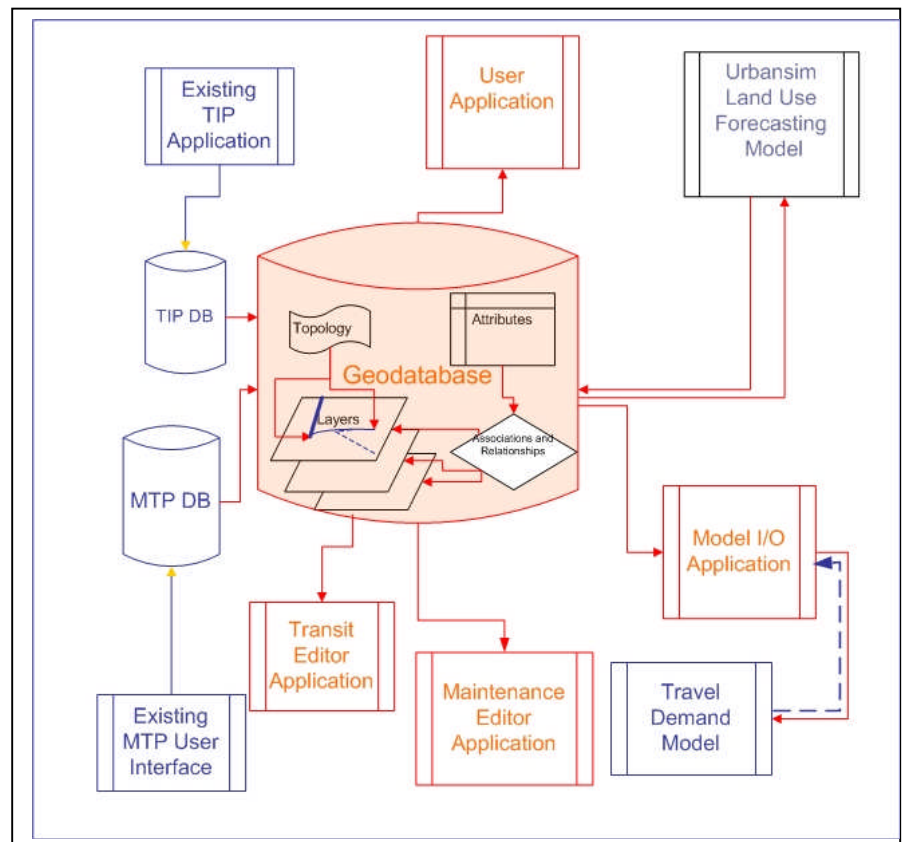 Existing
TIP
Application
User
Application
Urbansim
Land Use
Forecasting
Model
TIP DB
Topology
Attributes
Geodatabase
Layers
Associations and
Relationships
MTP DB
Model I/O
Application
Transit
Editor
Application
Maintenance
Editor
Application
Travel
Demand
Model
Existing
MTP User
Interface